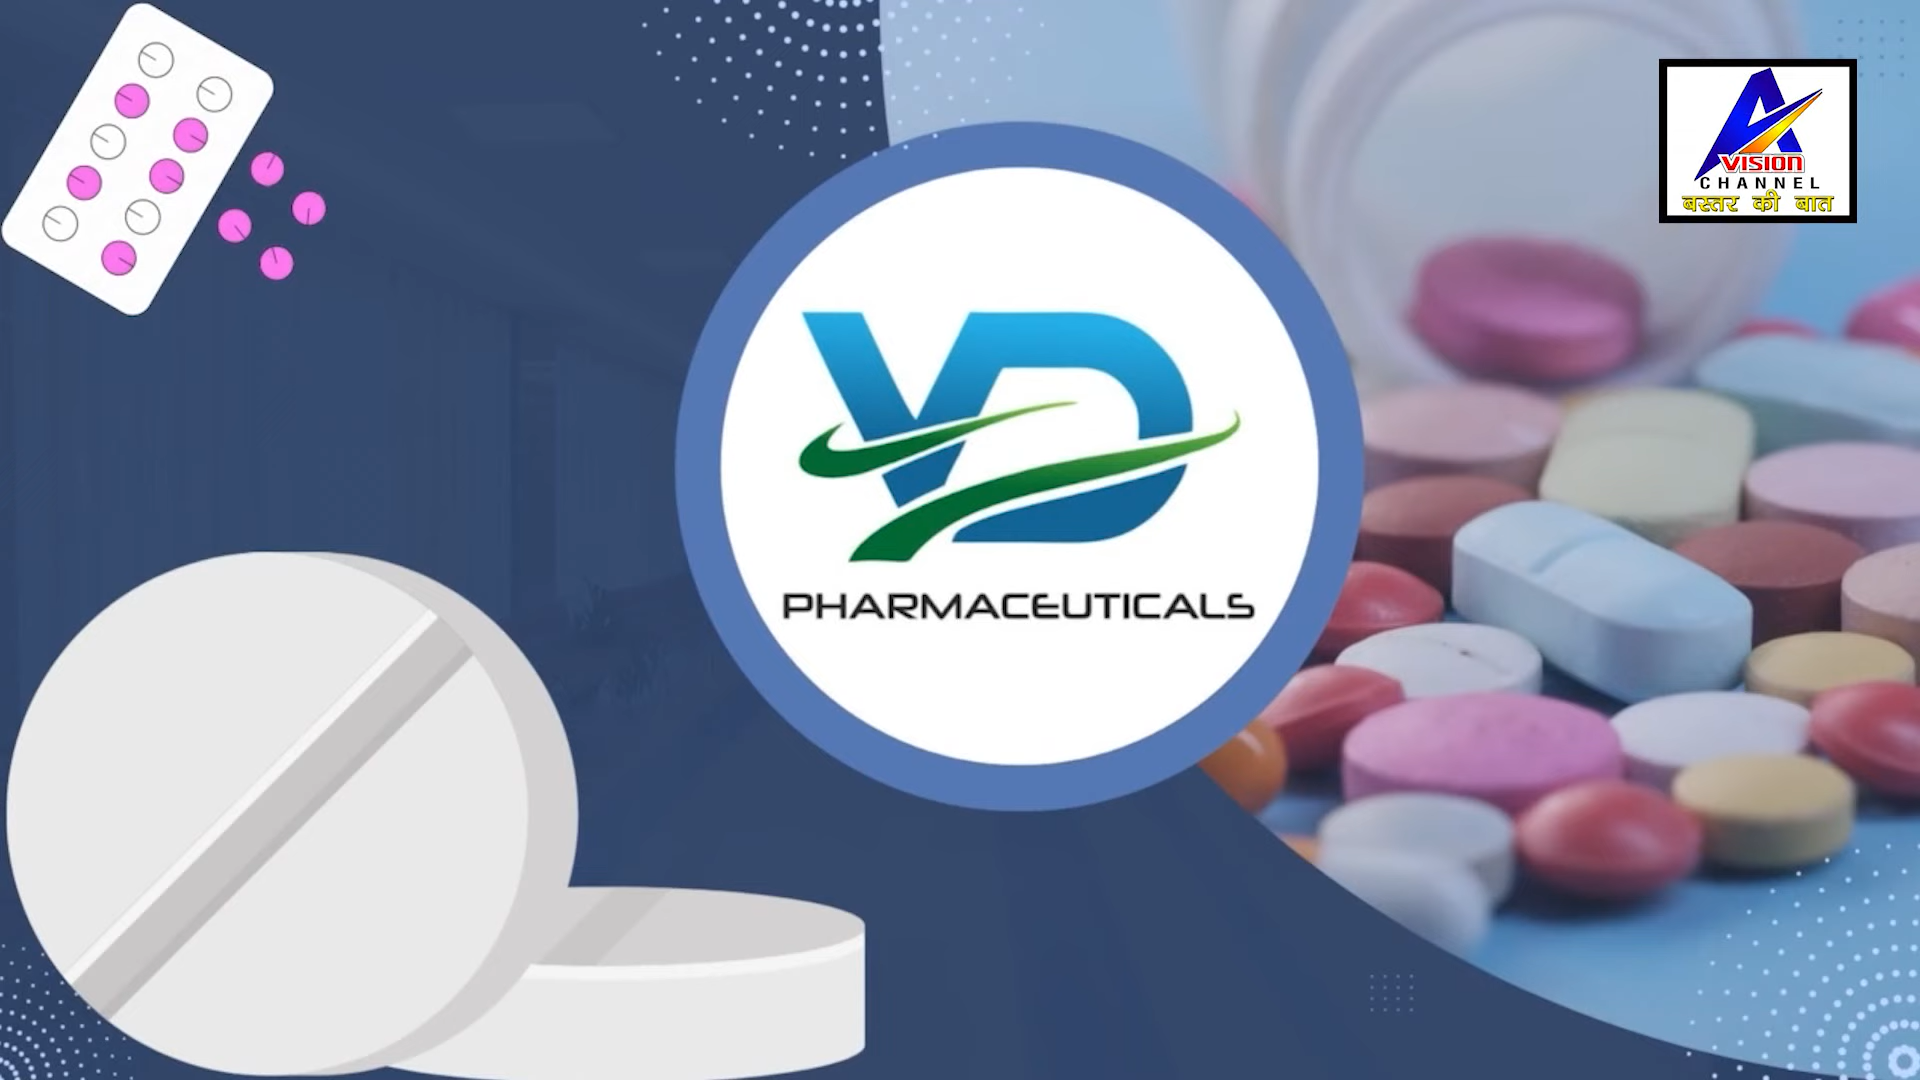 A
VISION
CHANNEL
बस्तर की बात
VD
PHARMACEUTICALS